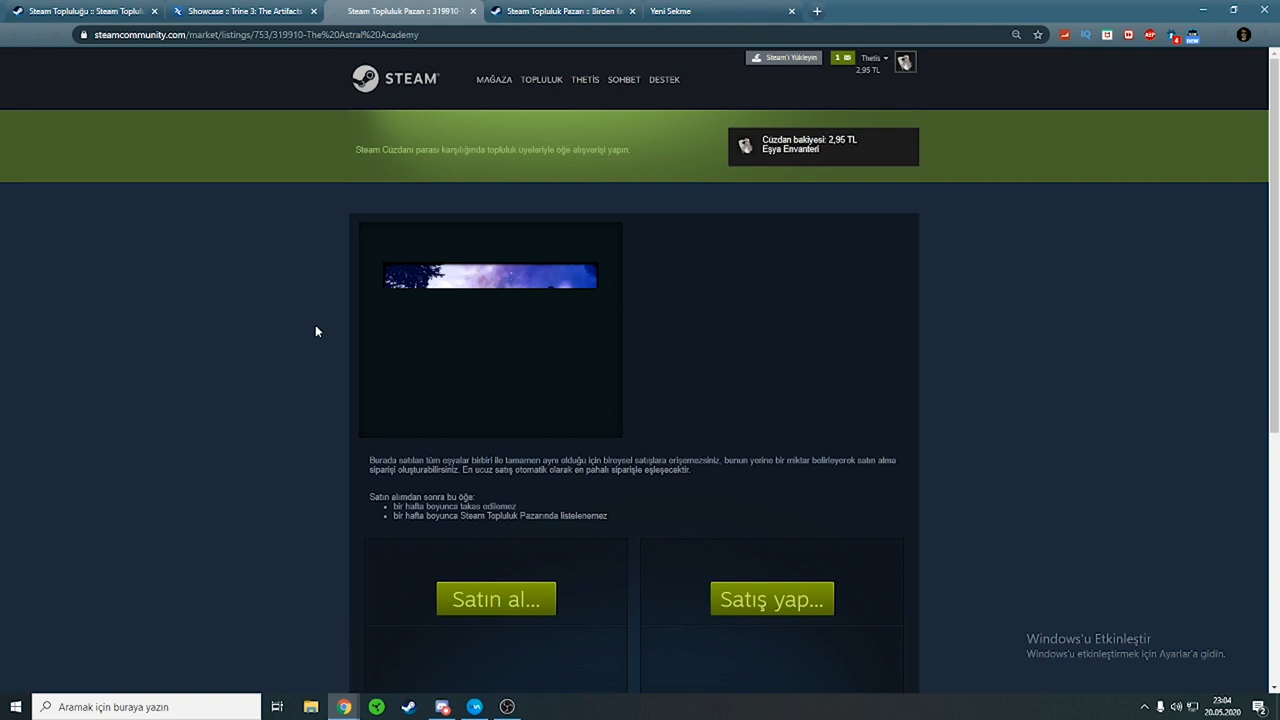 Steam Topluluğu :: Steam Toplul
Showcase :: Trine 3: The Artifacts
Steam Topluluk Pazarı :: 319910-T
Steam Topluluk Pazarı :: Birden f
Yeni Sekme
steamcommunity.com/market/listings/753/319910-The%20Astral%20Academy
Steam'i Yükleyin
1
Thetis
2,95 TL
STEAM
MAĞAZA TOPLULUK THETİS SOHBET DESTEK
Steam Cüzdanı parası karşılığında topluluk üyeleriyle öğe alışverişi yapın.
Cüzdan bakiyesi: 2,95 TL
Eşya Envanteri
Burada satılan tüm eşyalar birbiri ile tamamen aynı olduğu için bireysel satışlara erişemezsiniz, bunun yerine bir miktar belirleyerek satın alma
siparişi oluşturabilirsiniz. En ucuz satış otomatik olarak en pahalı siparişle eşleşecektir.
Satın alımdan sonra bu öğe:
bir hafta boyunca takas edilemez
bir hafta boyunca Steam Topluluk Pazarında listelenemez
Satın al...
Satış yap...
Windows'u Etkinleştir
Windows'u etkinleştirmek için Ayarlar'a gidin.
Aramak için buraya yazın
23:04
20.05.2020